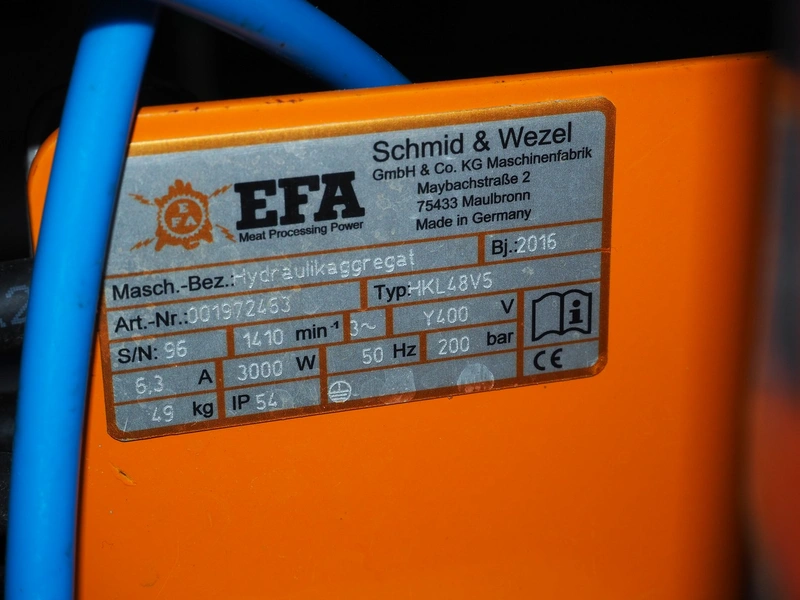 Schmid & Wezel
GmbH & Co. KG Maschinenfabrik
Maybachstraße 2
75433 Maulbronn
Made in Germany
EFA
EFA
Meat Processing Power
Masch.-Bez.: Hydraulikaggregat Bj.: 2016
Art.-Nr.: 001972463 Typ: HKL48V5
S/N: 96 1410 min⁻¹ 3~ Y400 V
6,3 A 3000 W 50 Hz 200 bar
49 kg IP 54 CE